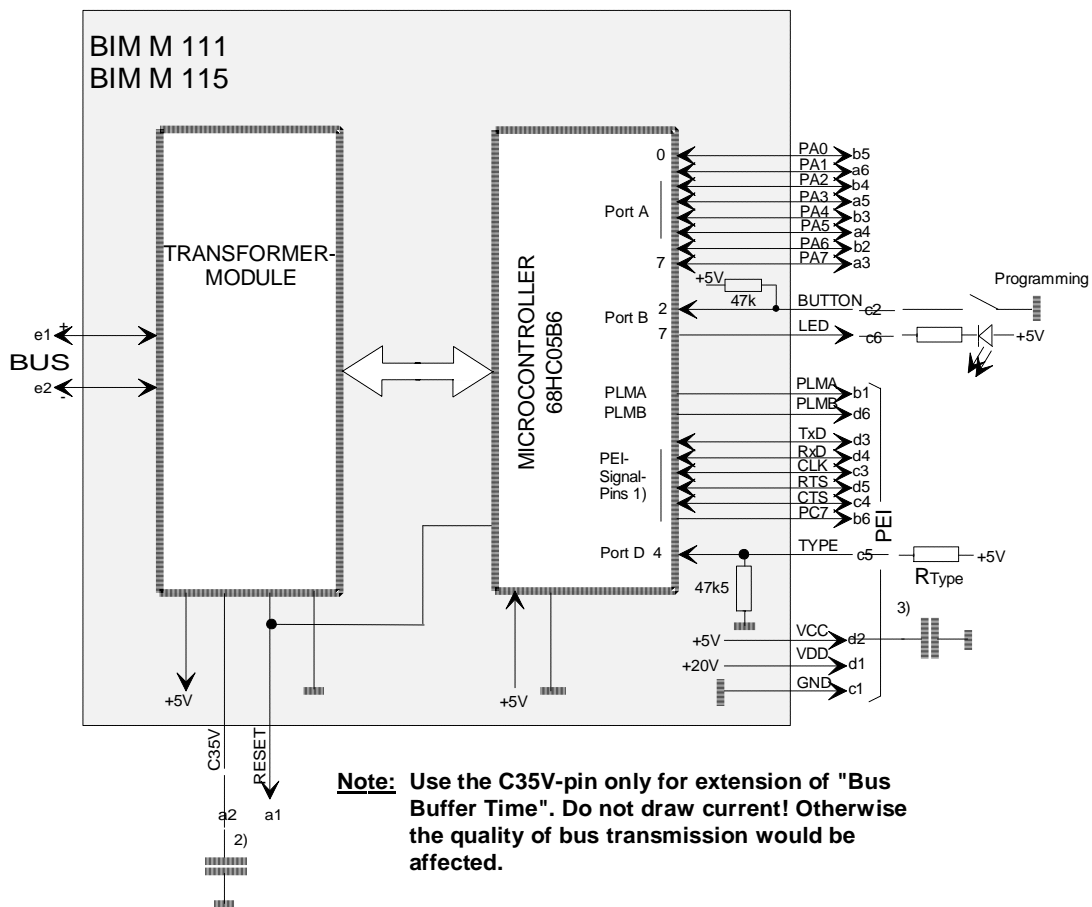 BIM M 111
BIM M 115
TRANSFORMER-
MODULE
MICROCONTROLLER
68HC05B6
0
Port A
7
PA0
b5
PA1
a6
PA2
b4
PA3
a5
PA4
b3
PA5
a4
PA6
b2
PA7
a3
+5V
47k
Port B
2
BUTTON
c2
Programming
7
LED
c6
+5V
e1
+
BUS
e2
-
PLMA
PLMA
b1
PLMB
PLMB
d6
PEI-
Signal-
Pins 1)
TxD
d3
RxD
d4
CLK
c3
RTS
d5
CTS
c4
PC7
b6
PEI
Port D 4
TYPE
c5
+5V
RType
47k5
3)
+5V
VCC
d2
+20V
VDD
d1
GND
c1
+5V
+5V
C35V
RESET
a2
a1
2)
Note: Use the C35V-pin only for extension of "Bus
Buffer Time". Do not draw current! Otherwise
the quality of bus transmission would be
affected.